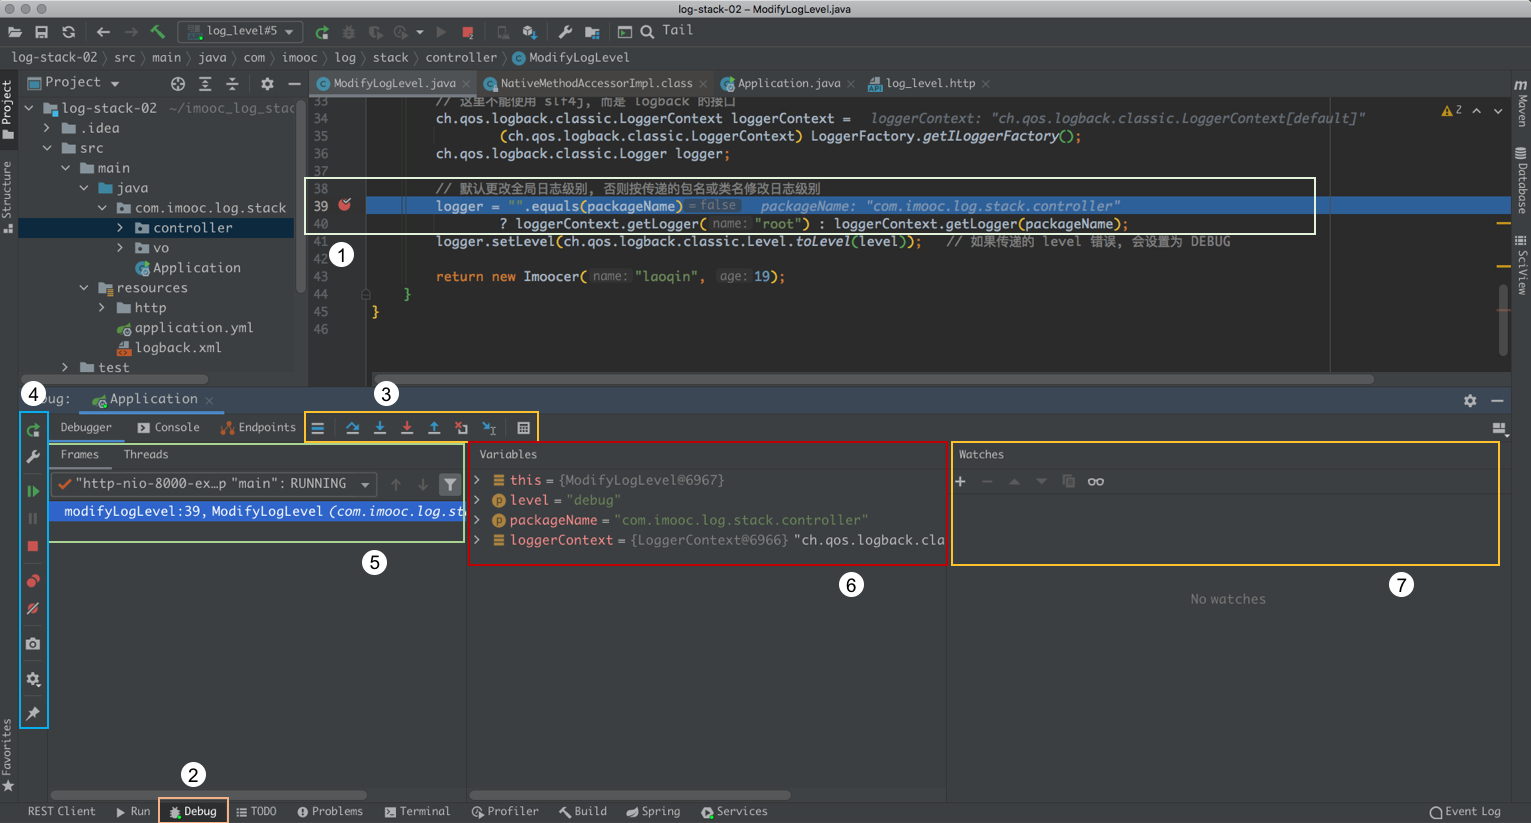 log-stack-02 – ModifyLogLevel.java
log_level#5
Tail
log-stack-02 〉 src 〉 main 〉 java 〉 com 〉 imooc 〉 log 〉 stack 〉 controller 〉 ModifyLogLevel
Project
ModifyLogLevel.java
NativeMethodAccessorImpl.class
Application.java
log_level.http
Project
Structure
Favorites
Maven
Database
SciView
log-stack-02 ~/imooc_log_stac
.idea
src
main
java
com.imooc.log.stack
controller
vo
Application
resources
http
application.yml
logback.xml
test
2
33 // 这里不能使用 slf4j, 而是 logback 的接口
34 ch.qos.logback.classic.LoggerContext loggerContext = loggerContext: "ch.qos.logback.classic.LoggerContext[default]"
35 (ch.qos.logback.classic.LoggerContext) LoggerFactory.getILoggerFactory();
36 ch.qos.logback.classic.Logger logger;
37
38 // 默认更改全局日志级别, 否则按传递的包名或类名修改日志级别
39 logger = "".equals(packageName) = false packageName: "com.imooc.log.stack.controller"
40 ? loggerContext.getLogger( name: "root") : loggerContext.getLogger(packageName);
41 logger.setLevel(ch.qos.logback.classic.Level.toLevel(level)); // 如果传递的 level 错误, 会设置为 DEBUG
42
43 return new Imoocer( name: "laoqin", age: 19);
44 }
45 }
46
1
4
ug:
Application
3
Debugger
Console
Endpoints
Frames
Threads
"http-nio-8000-ex...p "main": RUNNING
modifyLogLevel:39, ModifyLogLevel (com.imooc.log.st
5
Variables
this = {ModifyLogLevel@6967}
level = "debug"
packageName = "com.imooc.log.stack.controller"
loggerContext = {LoggerContext@6966} "ch.qos.logback.cla
6
Watches
No watches
7
2
REST Client
Run
Debug
TODO
Problems
Terminal
Profiler
Build
Spring
Services
Event Log